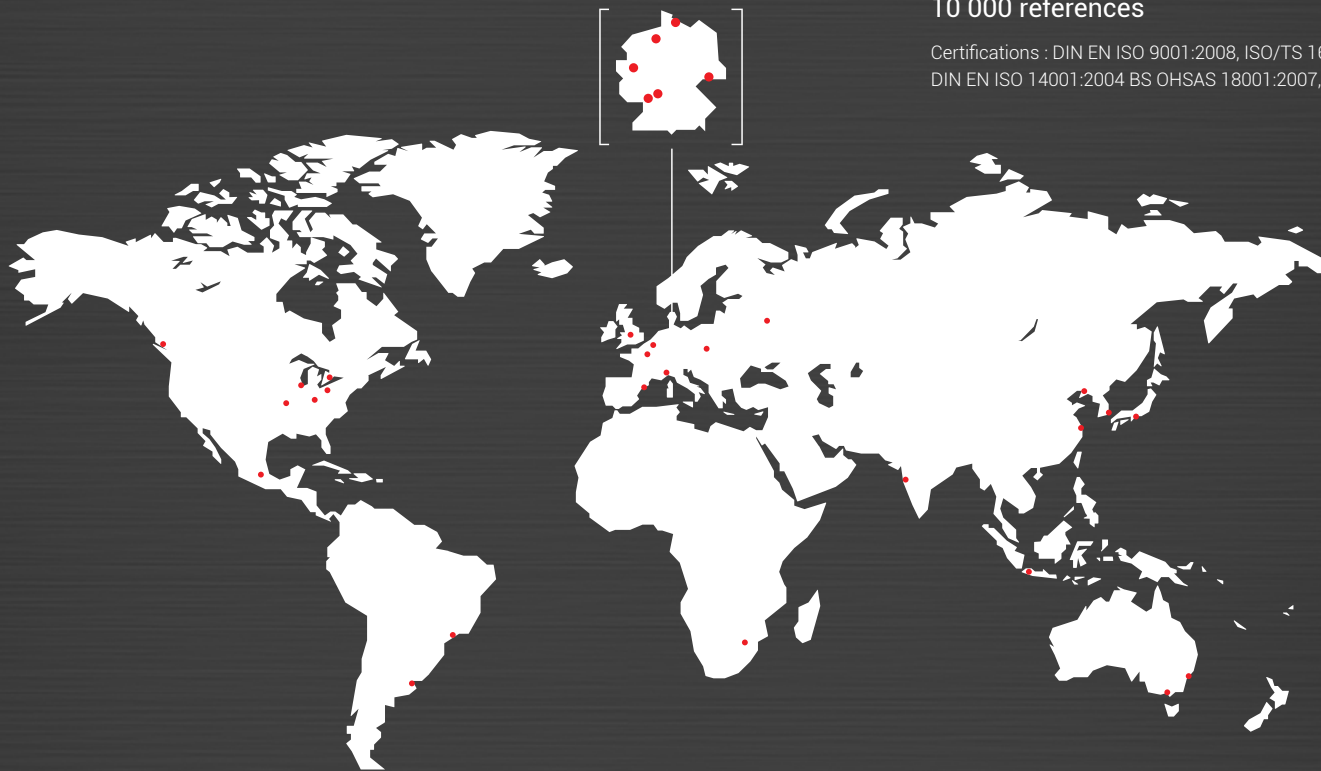 10 000 references
Certifications : DIN EN ISO 9001:2008, ISO/TS 16
DIN EN ISO 14001:2004 BS OHSAS 18001:2007,